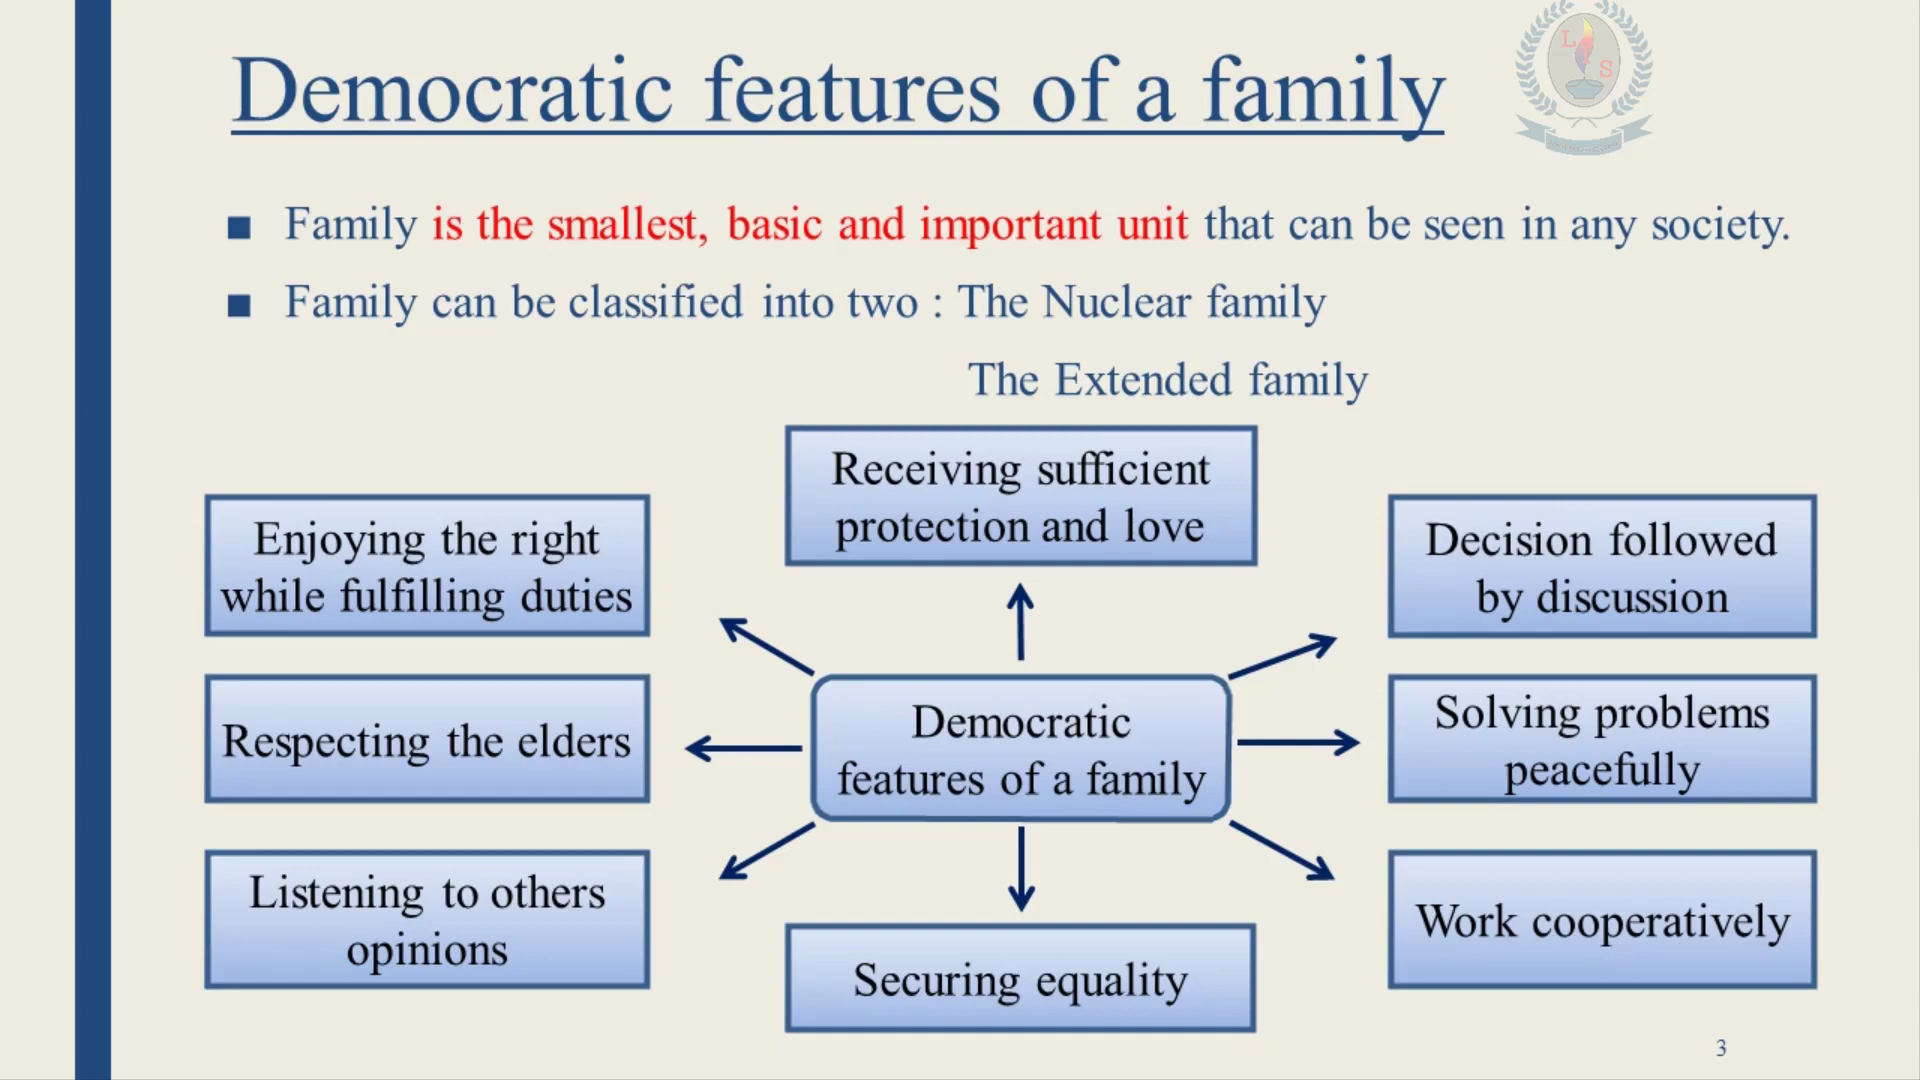 Democratic features of a family
L
I
S
■ Family is the smallest, basic and important unit that can be seen in any society.
■ Family can be classified into two : The Nuclear family
The Extended family
Receiving sufficient
protection and love
Enjoying the right
while fulfilling duties
Decision followed
by discussion
Respecting the elders
Democratic
features of a family
Solving problems
peacefully
Listening to others
opinions
Work cooperatively
Securing equality
3